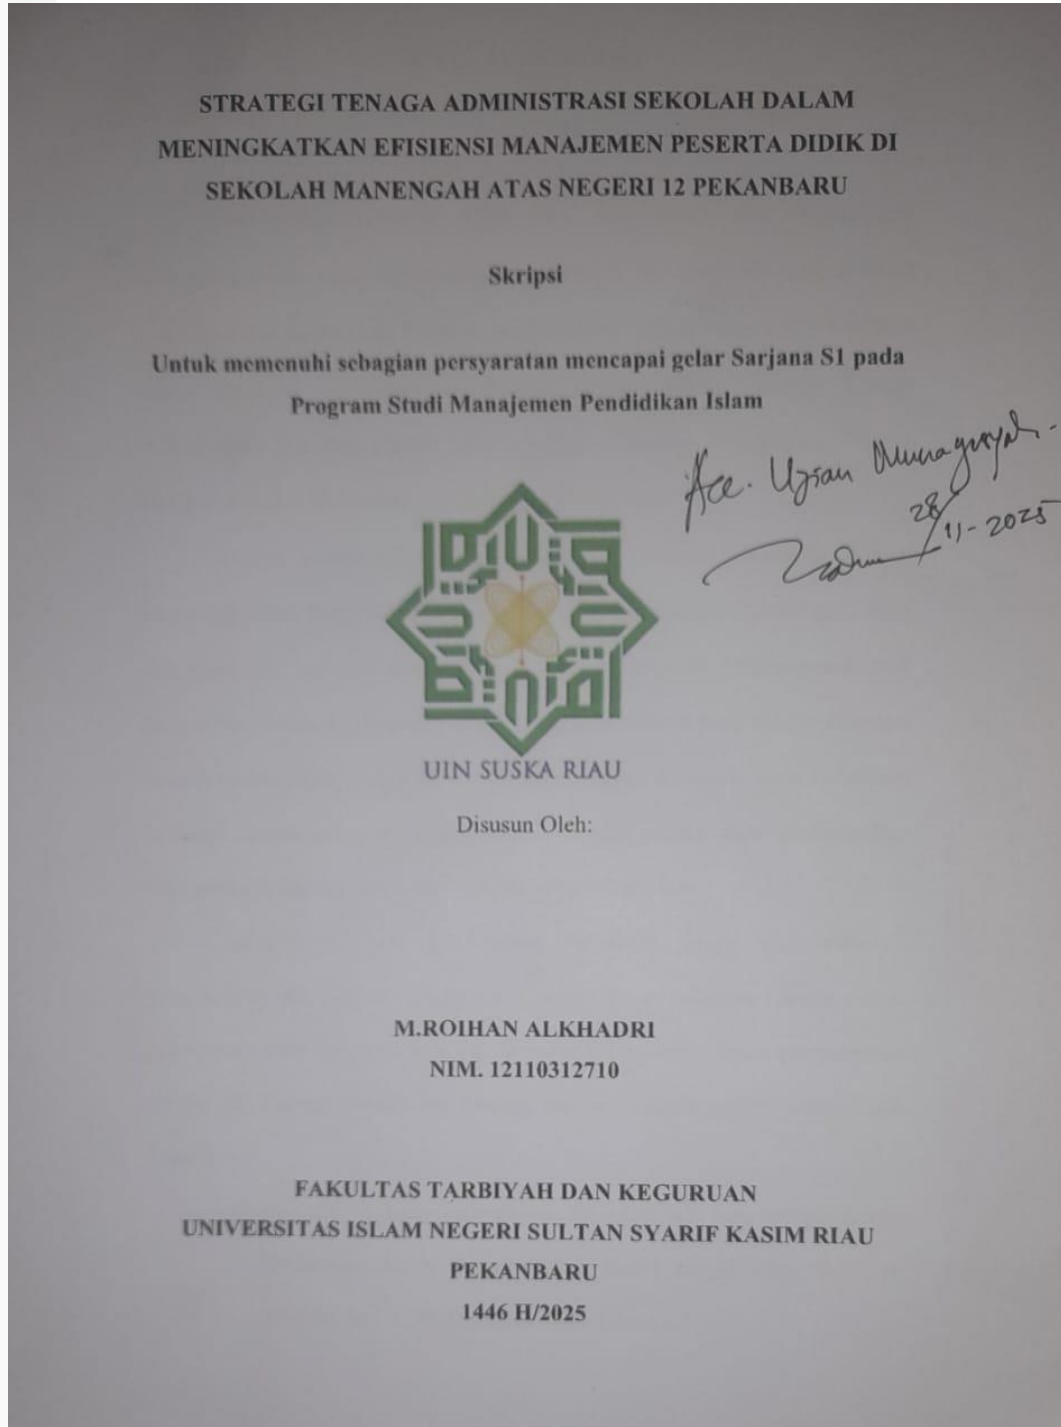 STRATEGI TENAGA ADMINISTRASI SEKOLAH DALAM
MENINGKATKAN EFISIENSI MANAJEMEN PESERTA DIDIK DI
SEKOLAH MANENGAH ATAS NEGERI 12 PEKANBARU
Skripsi
Untuk memenuhi sebagian persyaratan mencapai gelar Sarjana S1 pada
Program Studi Manajemen Pendidikan Islam
Acc. Ujian Munaqasyah.
28/11-2025
UIN SUSKA RIAU
Disusun Oleh:
M.ROIHAN ALKHADRI
NIM. 12110312710
FAKULTAS TARBIYAH DAN KEGURUAN
UNIVERSITAS ISLAM NEGERI SULTAN SYARIF KASIM RIAU
PEKANBARU
1446 H/2025